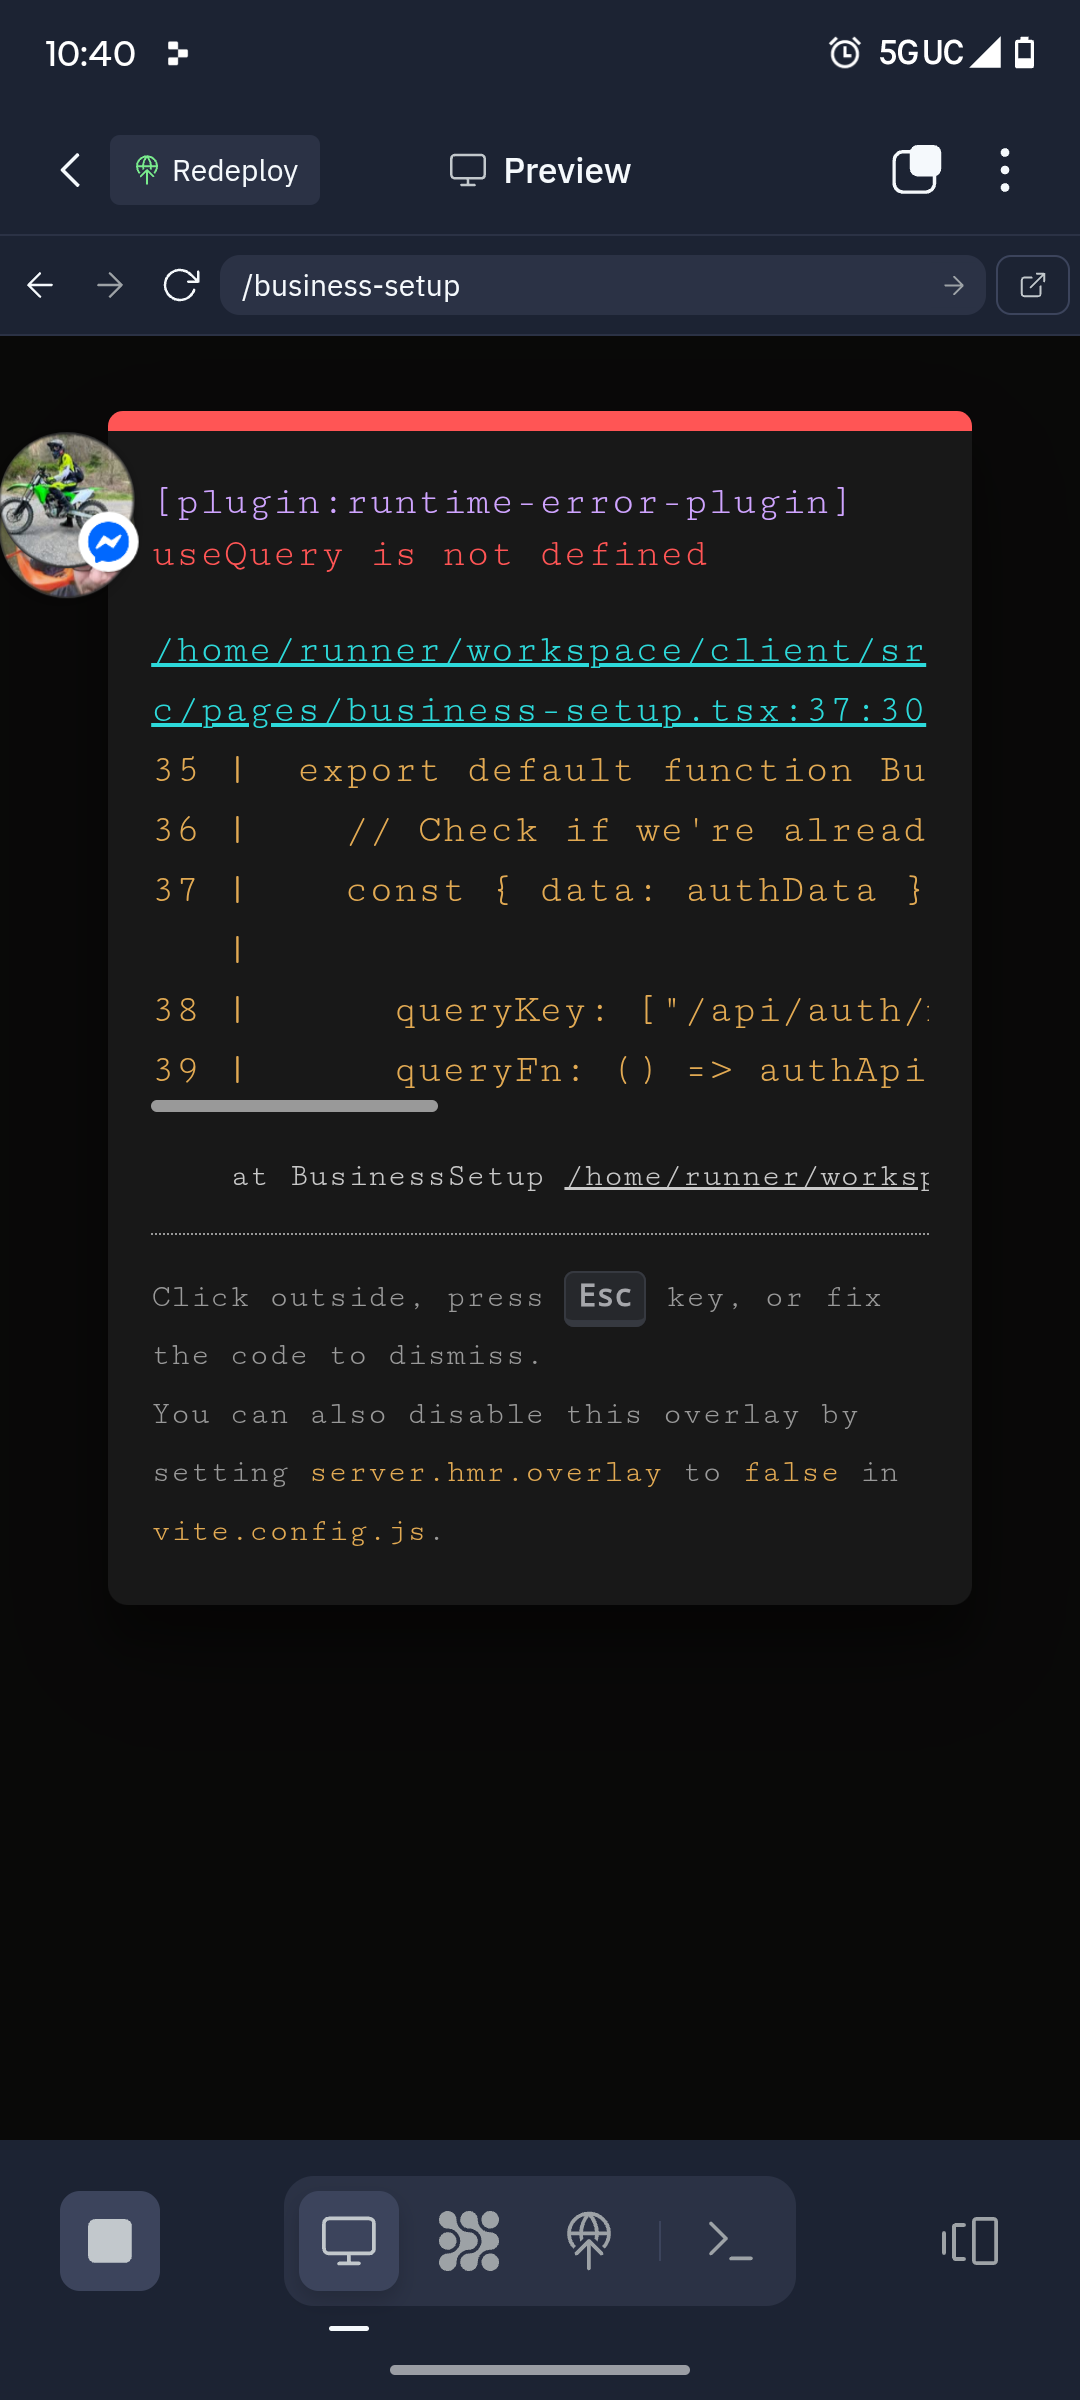 10:40
5G UC
Redeploy
Preview
/business-setup
[plugin:runtime-error-plugin]
useQuery is not defined
/home/runner/workspace/client/sr
c/pages/business-setup.tsx:37:30
35 | export default function Bu
36 | // Check if we're alread
37 | const { data: authData }
|
38 | queryKey: ["/api/auth/
39 | queryFn: () => authApi
at BusinessSetup /home/runner/worksp
Click outside, press Esc key, or fix
the code to dismiss.
You can also disable this overlay by
setting server.hmr.overlay to false in
vite.config.js.